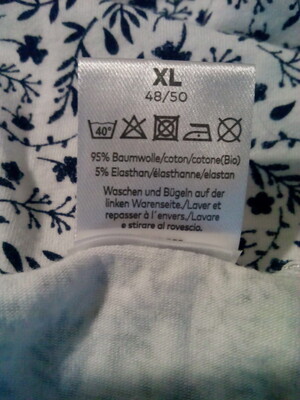 XL
48/50
40°
95% Baumwolle/coton/cotone(Bio)
5% Elasthan/élasthanne/elastan
Waschen und Bügeln auf der
linken Warenseite./Laver et
repasser à l'envers./Lavare
e stirare al rovescio.